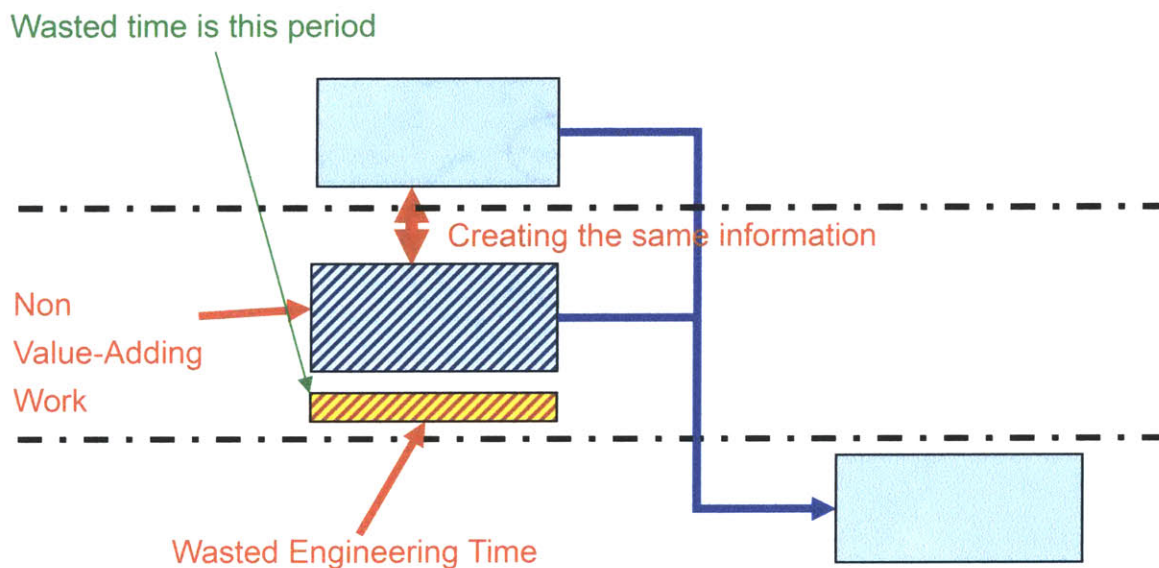 Wasted time is this period
Creating the same information
Non
Value-Adding
Work
Wasted Engineering Time